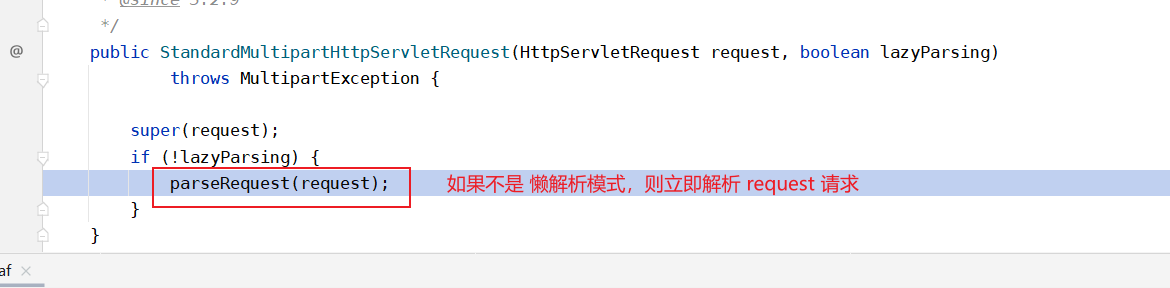 * @since 3.2.9
*/
@
public StandardMultipartHttpServletRequest(HttpServletRequest request, boolean lazyParsing)
throws MultipartException {
super(request);
if (!lazyParsing) {
parseRequest(request); 如果不是 懒解析模式，则立即解析 request 请求
}
}
af ×